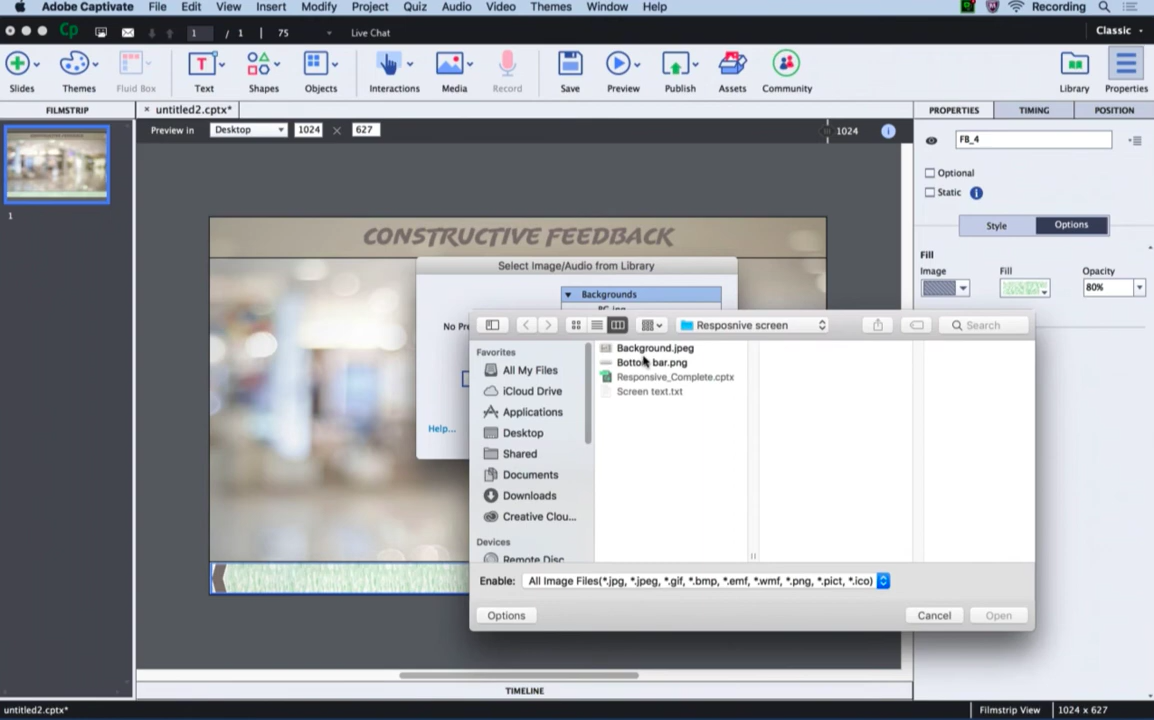 Adobe Captivate File Edit View Insert Modify Project Quiz Audio Video Themes Window Help Recording
Cp 1 / 1 75 Live Chat Classic
Slides Themes Fluid Box Text Shapes Objects Interactions Media Record Save Preview Publish Assets Community Library Properties
FILMSTRIP × untitled2.cptx* PROPERTIES TIMING POSITION
Preview in Desktop 1024 × 627 1024
FB_4
Optional
Static
1
Style Options
CONSTRUCTIVE FEEDBACK
Fill
Select Image/Audio from Library
Image Fill Opacity
80%
Backgrounds
No Pre
Resposnive screen Search
Favorites
All My Files
iCloud Drive
Applications
Desktop
Shared
Documents
Downloads
Creative Clou...
Devices
Remote Disc
Background.jpeg
Bottom bar.png
Responsive_Complete.cptx
Screen text.txt
Help...
Enable: All Image Files(*.jpg, *.jpeg, *.gif, *.bmp, *.emf, *.wmf, *.png, *.pict, *.ico)
Options Cancel Open
TIMELINE
untitled2.cptx* Filmstrip View 1024 x 627